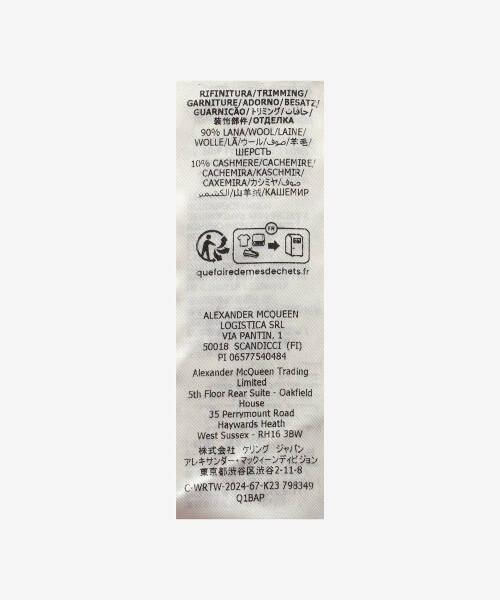 RIFINITURA/TRIMMING/
GARNITURE/ADORNO/BESATZ/
GUARNIÇÃO/トリミング/حافات/
装饰部件/ОТДЕЛКА
90% LANA/WOOL/LAINE/
WOLLE/LÃ/ウール/صوف/羊毛/
ШЕРСТЬ
10% CASHMERE/CACHEMIRE/
CACHEMIRA/KASCHMIR/
CAXEMIRA/カシミヤ/صوف
الكشمير/山羊绒/КАШЕМИР
FR
quefairedemesdechets.fr
ALEXANDER MCQUEEN
LOGISTICA SRL
VIA PANTIN, 1
50018 SCANDICCI (FI)
PI 06577540484
Alexander McQueen Trading
Limited
5th Floor Rear Suite - Oakfield
House
35 Perrymount Road
Haywards Heath
West Sussex - RH16 3BW
株式会社 ケリング ジャパン
アレキサンダー・マックィーンディビジョン
東京都渋谷区渋谷2-11-8
C-WRTW-2024-67-K23 798349
Q1BAP